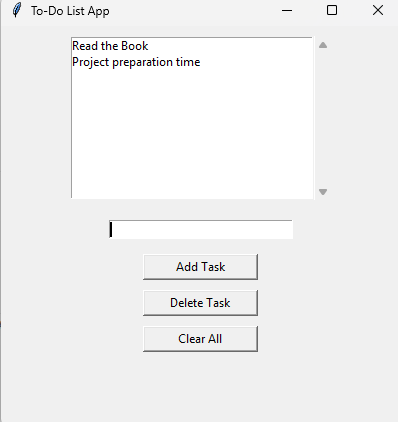 To-Do List App
Read the Book
Project preparation time
Add Task
Delete Task
Clear All